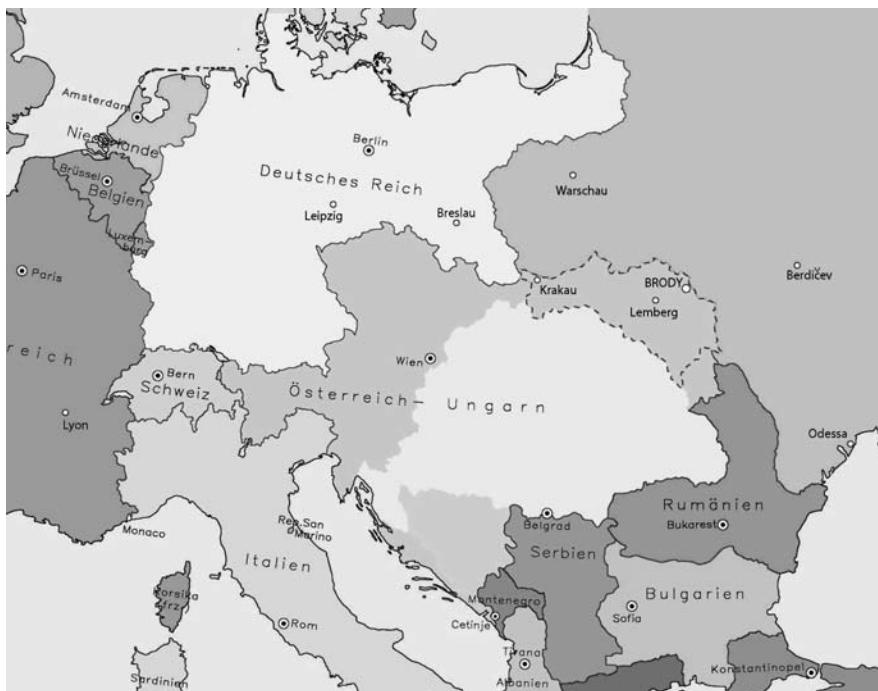 Amsterdam
Niederlande
Berlin
Deutsches Reich
Warschau
Brüssel
Belgien
Leipzig
Breslau
Luxem-
burg
Paris
Krakau
BRODY
Lemberg
Berdičev
reich
Wien
Bern
Schweiz
Österreich- Ungarn
Lyon
Odessa
Monaco
Rep.San
Marino
Belgrad
Rumänien
Bukarest
Serbien
Italien
Korsika
frz.
Montenegro
Bulgarien
Rom
Cetinje
Sofia
Tirana
Albanien
Konstantinopel
Sardinien